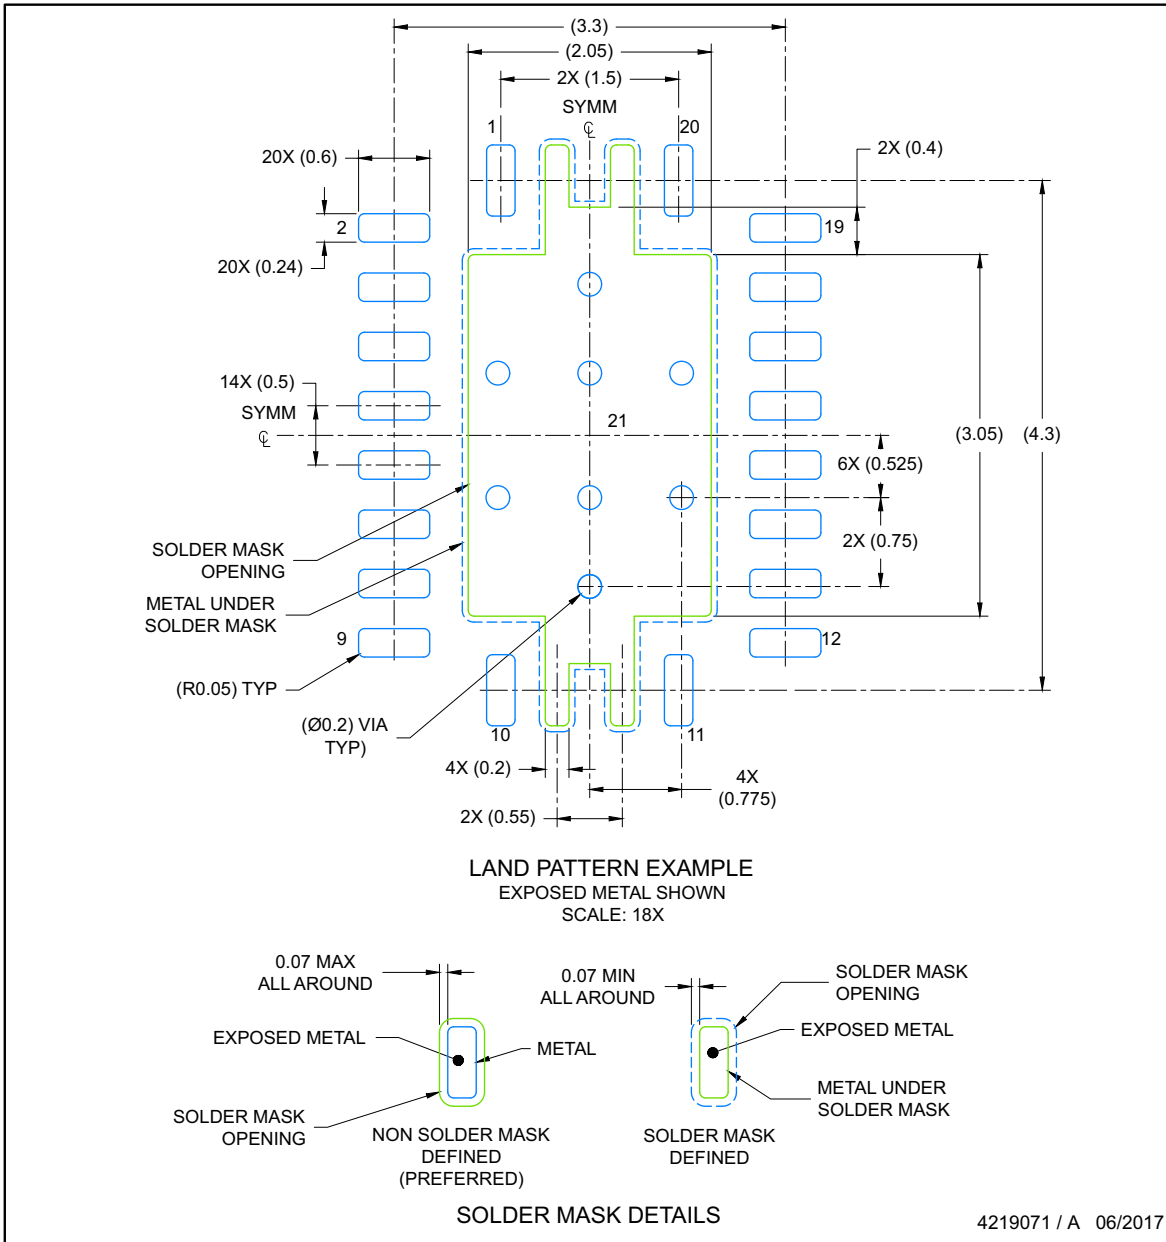 (3.3)
(2.05)
2X (1.5)
SYMM
℄
1
20
2X (0.4)
20X (0.6)
2
19
20X (0.24)
14X (0.5)
SYMM
℄
21
(3.05)
(4.3)
6X (0.525)
2X (0.75)
SOLDER MASK
OPENING
METAL UNDER
SOLDER MASK
9
12
(R0.05) TYP
(Ø0.2) VIA
TYP)
10
11
4X (0.2)
4X
(0.775)
2X (0.55)
LAND PATTERN EXAMPLE
EXPOSED METAL SHOWN
SCALE: 18X
0.07 MAX
ALL AROUND
EXPOSED METAL
METAL
SOLDER MASK
OPENING
NON SOLDER MASK
DEFINED
(PREFERRED)
0.07 MIN
ALL AROUND
SOLDER MASK
OPENING
EXPOSED METAL
METAL UNDER
SOLDER MASK
SOLDER MASK
DEFINED
SOLDER MASK DETAILS
4219071 / A 06/2017